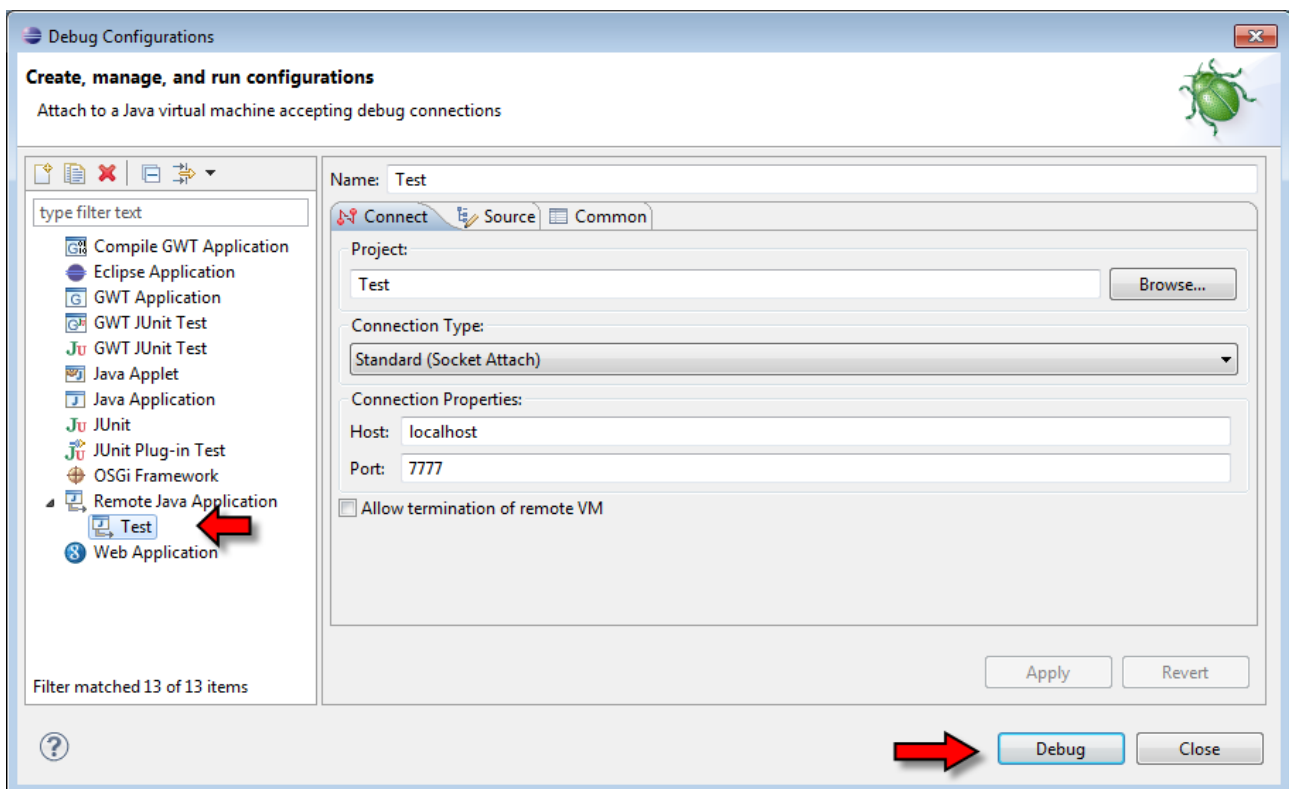 Debug Configurations
Create, manage, and run configurations
Attach to a Java virtual machine accepting debug connections
type filter text
Compile GWT Application
Eclipse Application
GWT Application
GWT JUnit Test
GWT JUnit Test
Java Applet
Java Application
JUnit
JUnit Plug-in Test
OSGi Framework
Remote Java Application
Test
Web Application
Filter matched 13 of 13 items
Name: Test
Connect Source Common
Project:
Test Browse...
Connection Type:
Standard (Socket Attach)
Connection Properties:
Host: localhost
Port: 7777
Allow termination of remote VM
Apply Revert
Debug Close